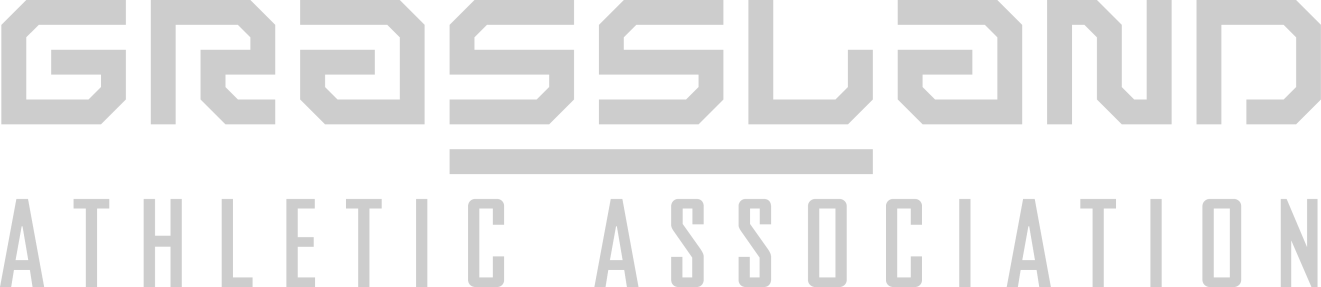 GRASSLAND
ATHLETIC ASSOCIATION